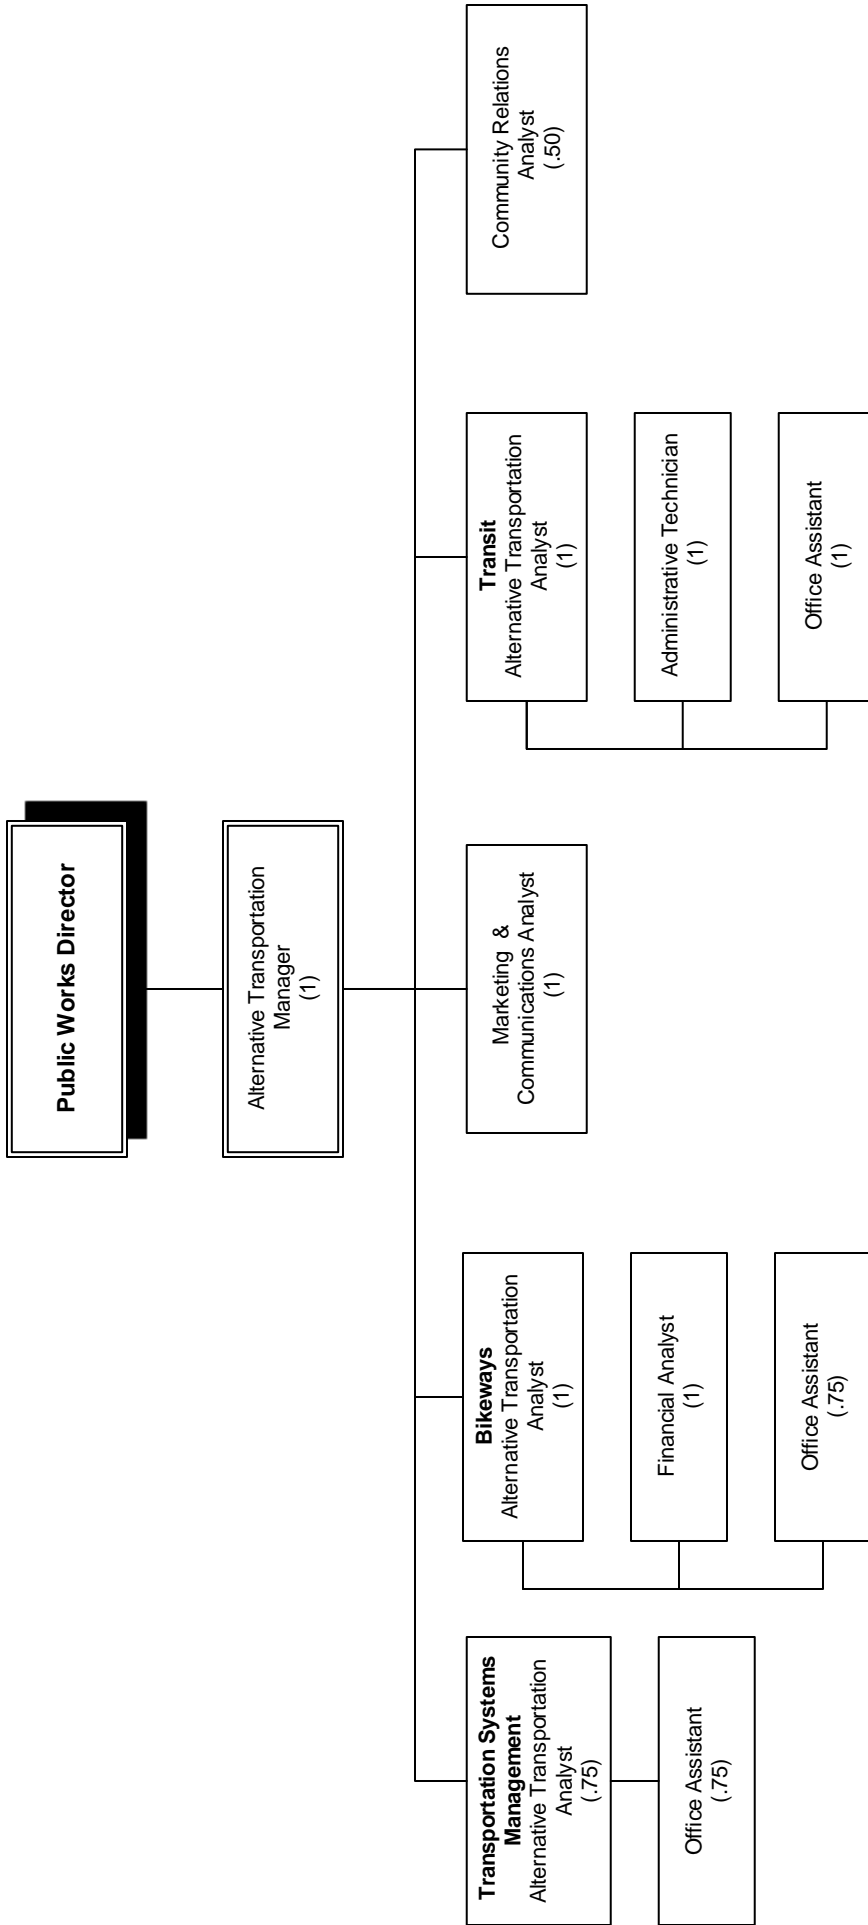 Public Works Director
Alternative Transportation
Manager
(1)
Transportation Systems
Management
Alternative Transportation
Analyst
(.75)
Office Assistant
(.75)
Bikeways
Alternative Transportation
Analyst
(1)
Financial Analyst
(1)
Office Assistant
(.75)
Marketing &
Communications Analyst
(1)
Transit
Alternative Transportation
Analyst
(1)
Administrative Technician
(1)
Office Assistant
(1)
Community Relations
Analyst
(.50)